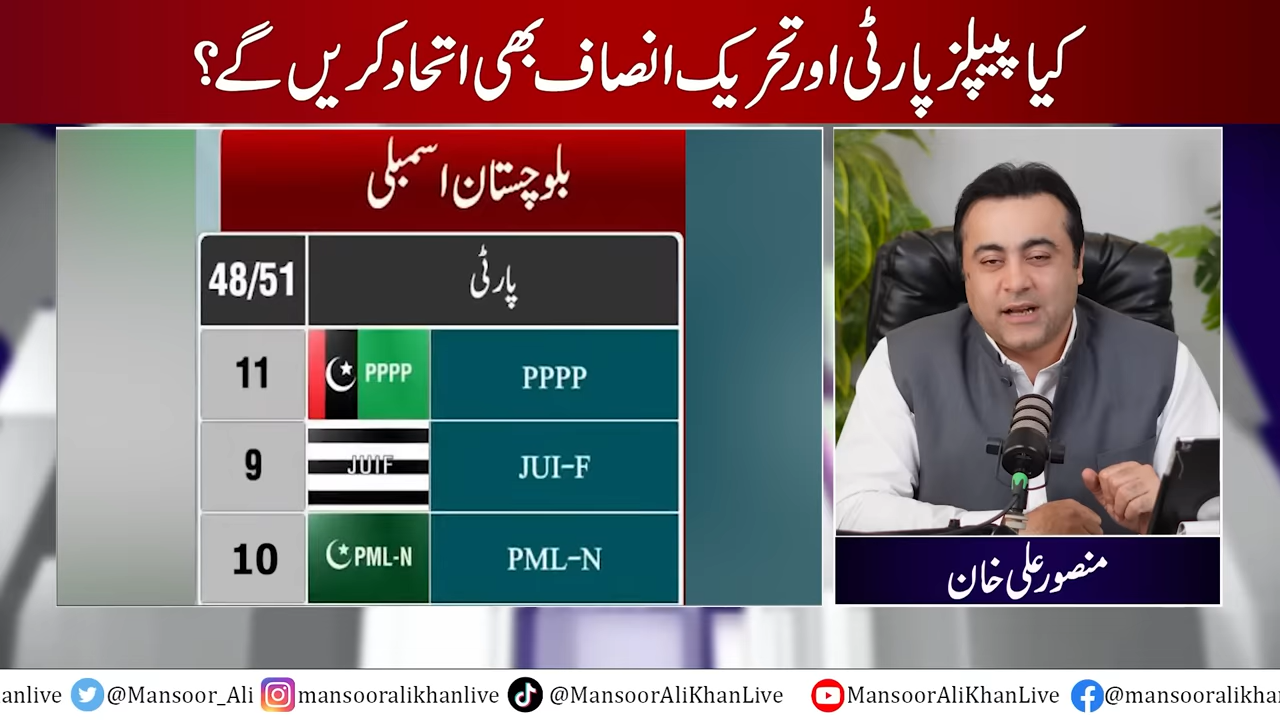 کیا پیپلز پارٹی اور تحریک انصاف بھی اتحاد کریں گے؟
بلوچستان اسمبلی
48/51 پارٹی
11 PPPP PPPP
9 JUIF JUI-F
10 PML-N PML-N
منصور علی خان
anlive @Mansoor_Ali mansooralikhanlive @MansoorAliKhanLive MansoorAliKhanLive @mansooralikhan